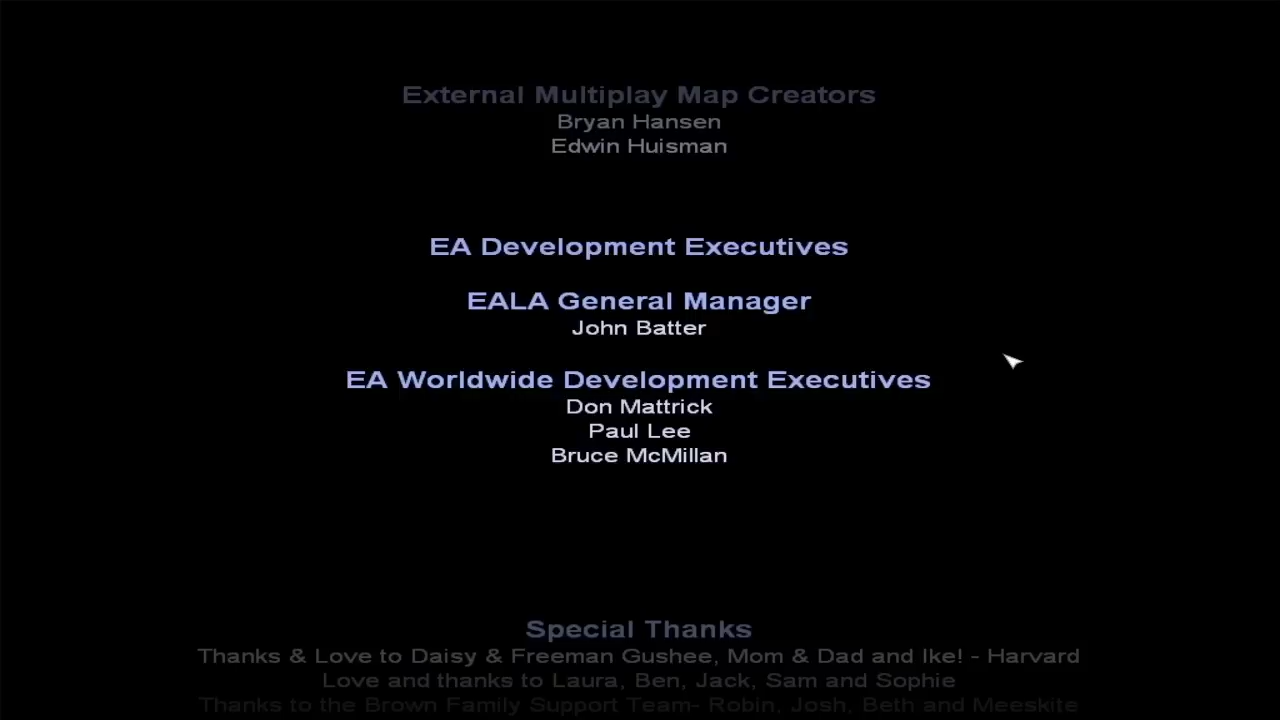 External Multiplay Map Creators
Bryan Hansen
Edwin Huisman
EA Development Executives
EALA General Manager
John Batter
EA Worldwide Development Executives
Don Mattrick
Paul Lee
Bruce McMillan
Special Thanks
Thanks & Love to Daisy & Freeman Gushee, Mom & Dad and Ike! - Harvard
Love and thanks to Laura, Ben, Jack, Sam and Sophie
Thanks to the Brown Family Support Team- Robin, Josh, Beth and Meeskite